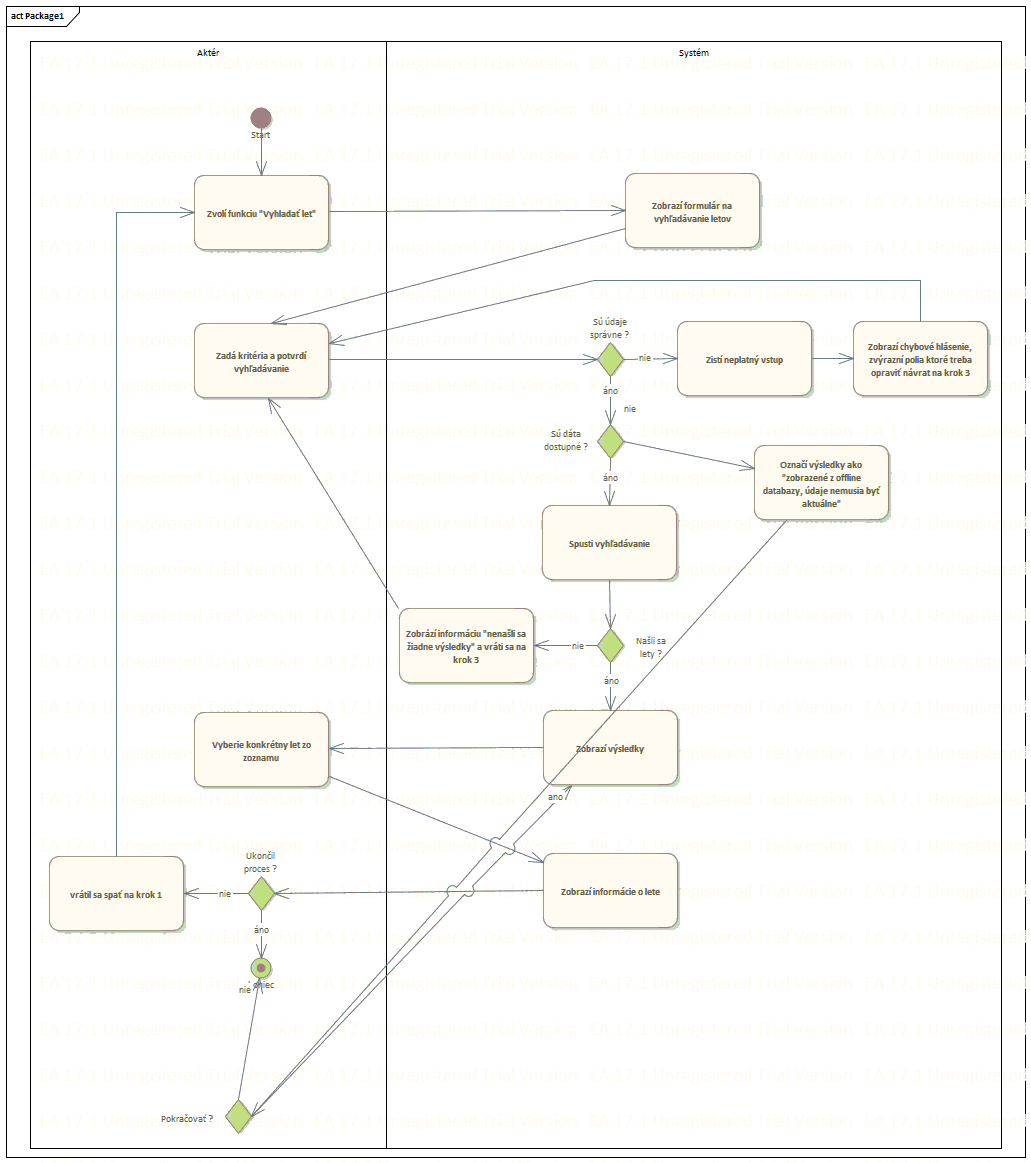 act Package1
Aktér
Systém
EA 17.1 Unregistered Trial Version
Start
Zvolí funkciu "Vyhladať let"
Zobrazí formulár na
vyhľadávanie letov
Zadá kritéria a potvrdí
vyhľadávanie
Sú údaje
správne ?
nie
Zistí neplatný vstup
Zobrazí chybové hlásenie,
zvýrazní polia ktoré treba
opraviť návrat na krok 3
áno
nie
Sú dáta
dostupné ?
áno
Označí výsledky ako
"zobrazené z offline
databazy, údaje nemusia byť
aktuálne"
Spusti vyhľadávanie
Zobrází informáciu "nenašli sa
žiadne výsledky" a vráti sa na
krok 3
nie
Našli sa
lety ?
áno
Vyberie konkrétny let zo
zoznamu
Zobrazí výsledky
ano
Ukončil
proces ?
vrátil sa spať na krok 1
nie
Zobrazí informácie o lete
áno
nie
Pokračovať ?